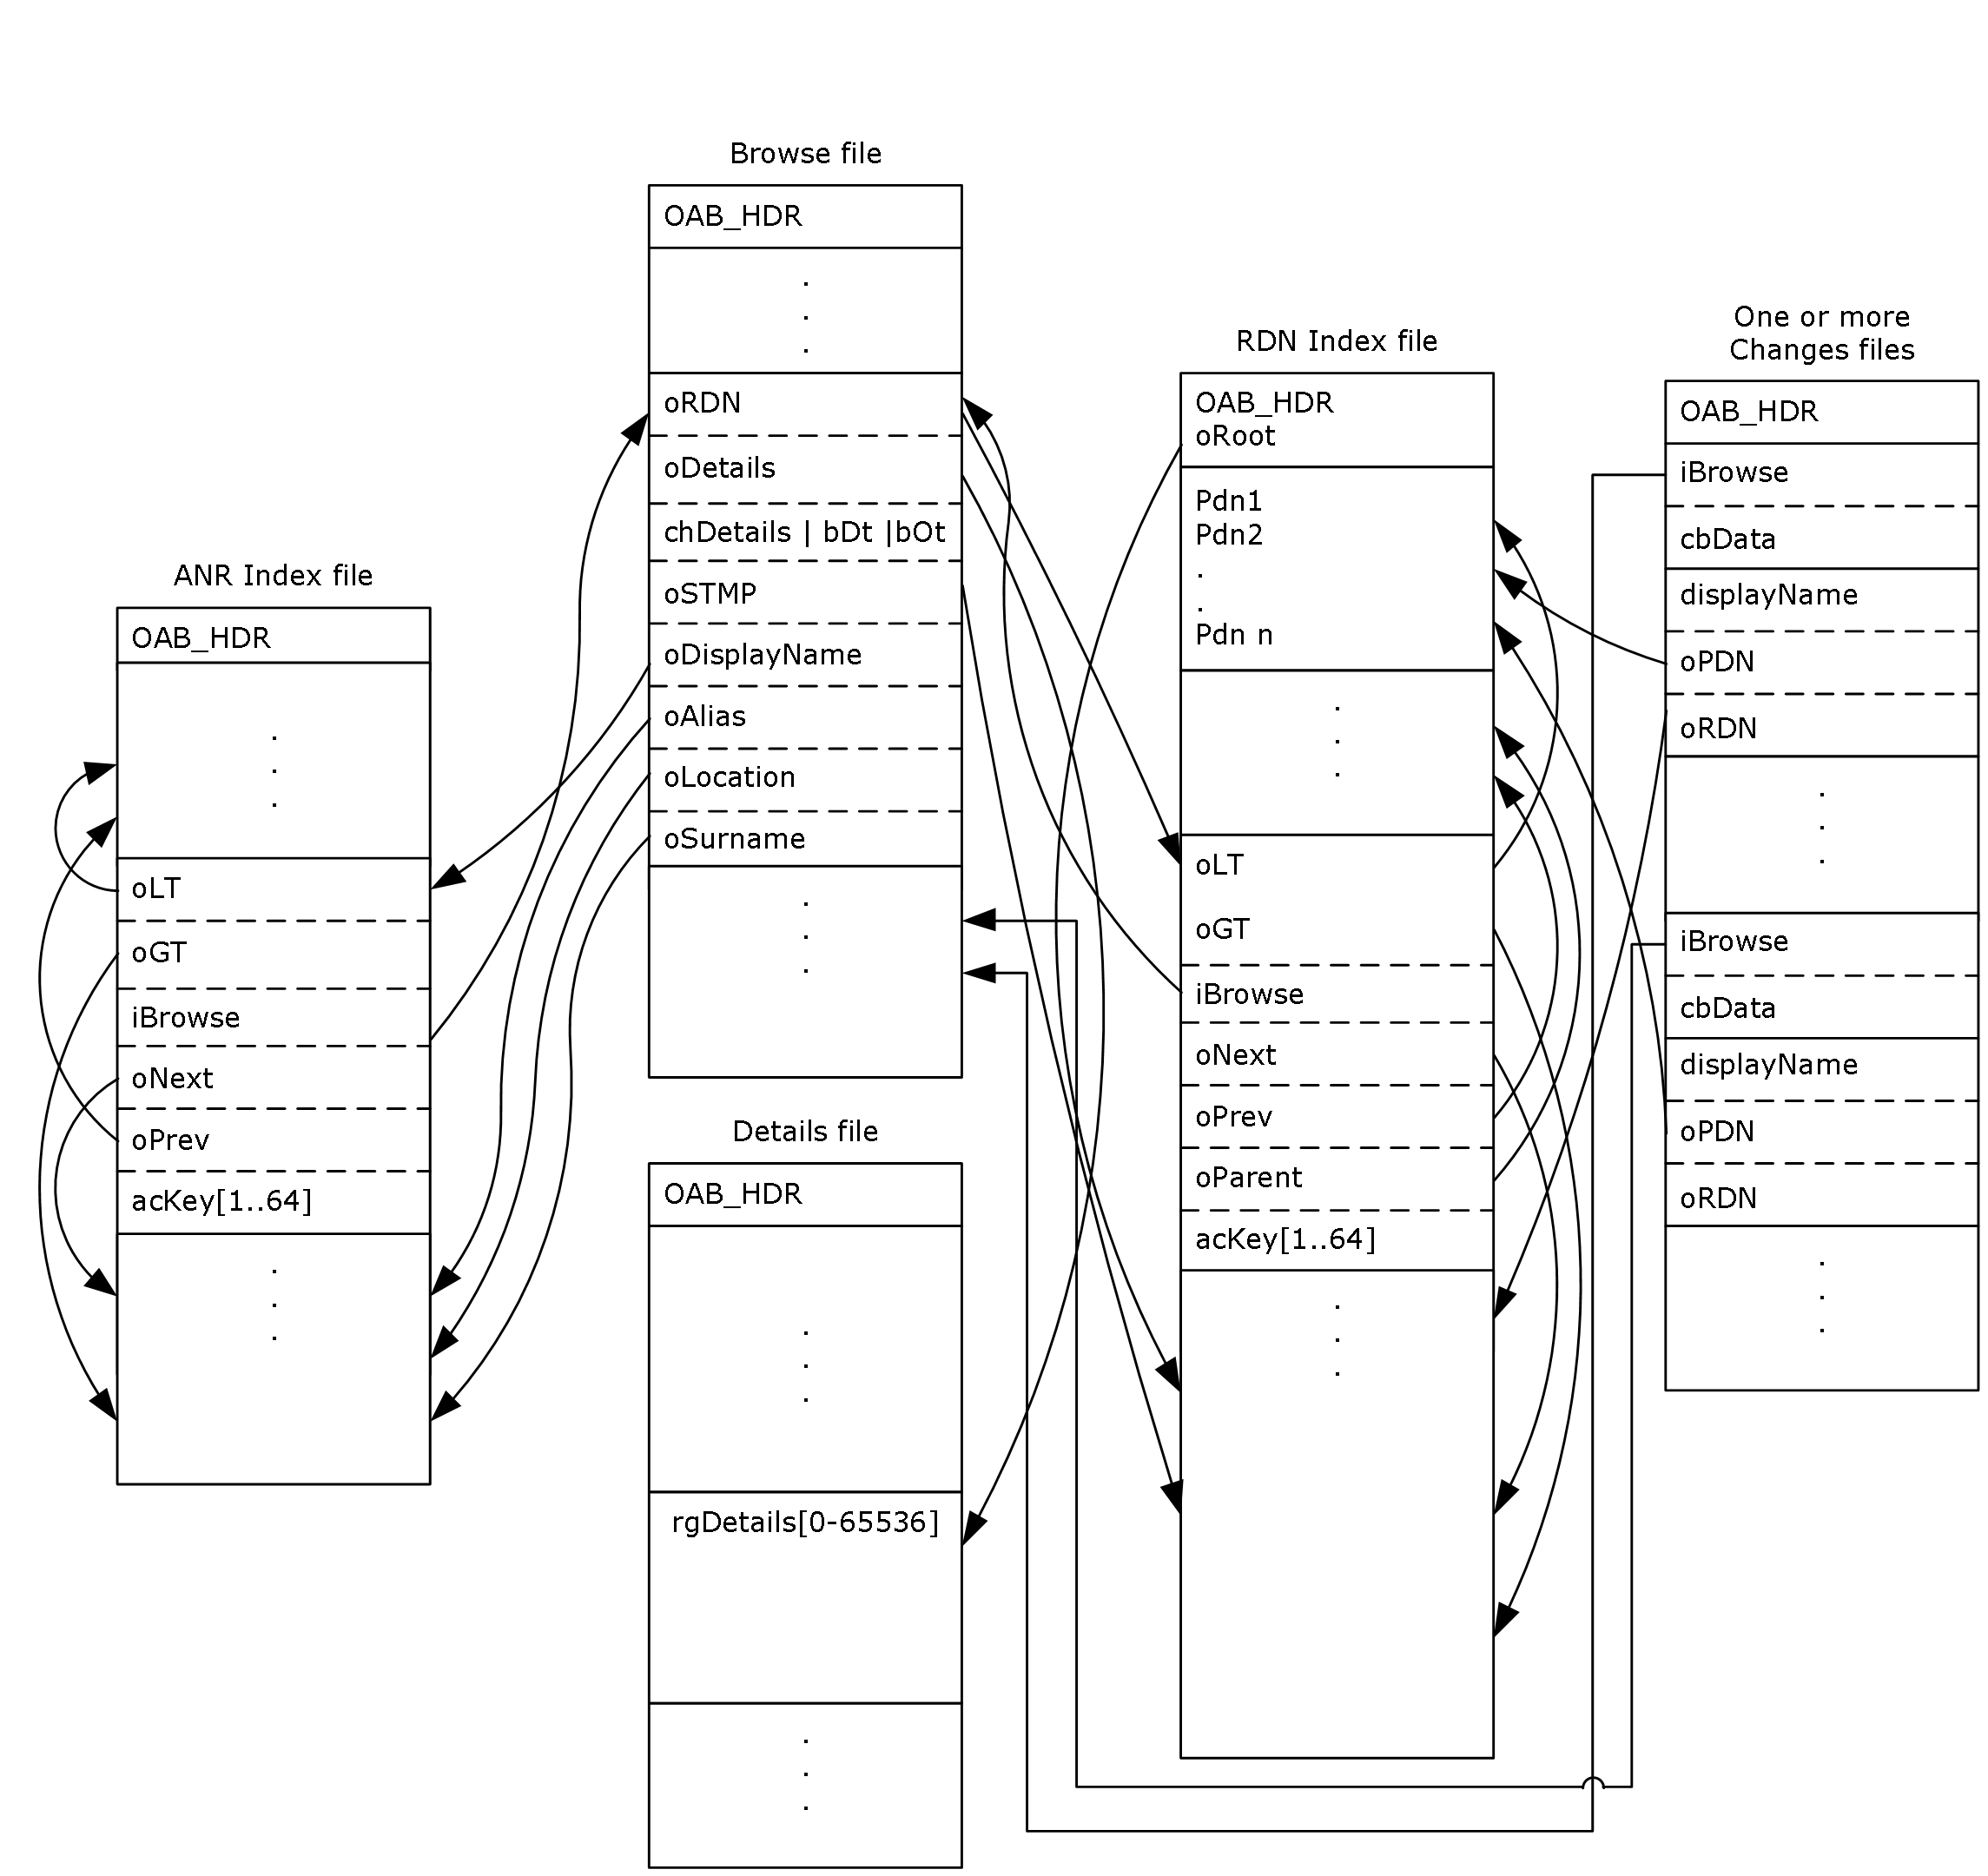 Browse file
OAB_HDR
.
.
.
oRDN
oDetails
chDetails | bDt |bOt
oSTMP
oDisplayName
oAlias
oLocation
oSurname
.
.
.
ANR Index file
OAB_HDR
.
.
.
oLT
oGT
iBrowse
oNext
oPrev
acKey[1..64]
.
.
.
Details file
OAB_HDR
.
.
.
rgDetails[0-65536]
.
.
.
RDN Index file
OAB_HDR
oRoot
Pdn1
Pdn2
.
.
Pdn n
.
.
.
oLT
oGT
iBrowse
oNext
oPrev
oParent
acKey[1..64]
.
.
.
One or more
Changes files
OAB_HDR
iBrowse
cbData
displayName
oPDN
oRDN
.
.
.
iBrowse
cbData
displayName
oPDN
oRDN
.
.
.